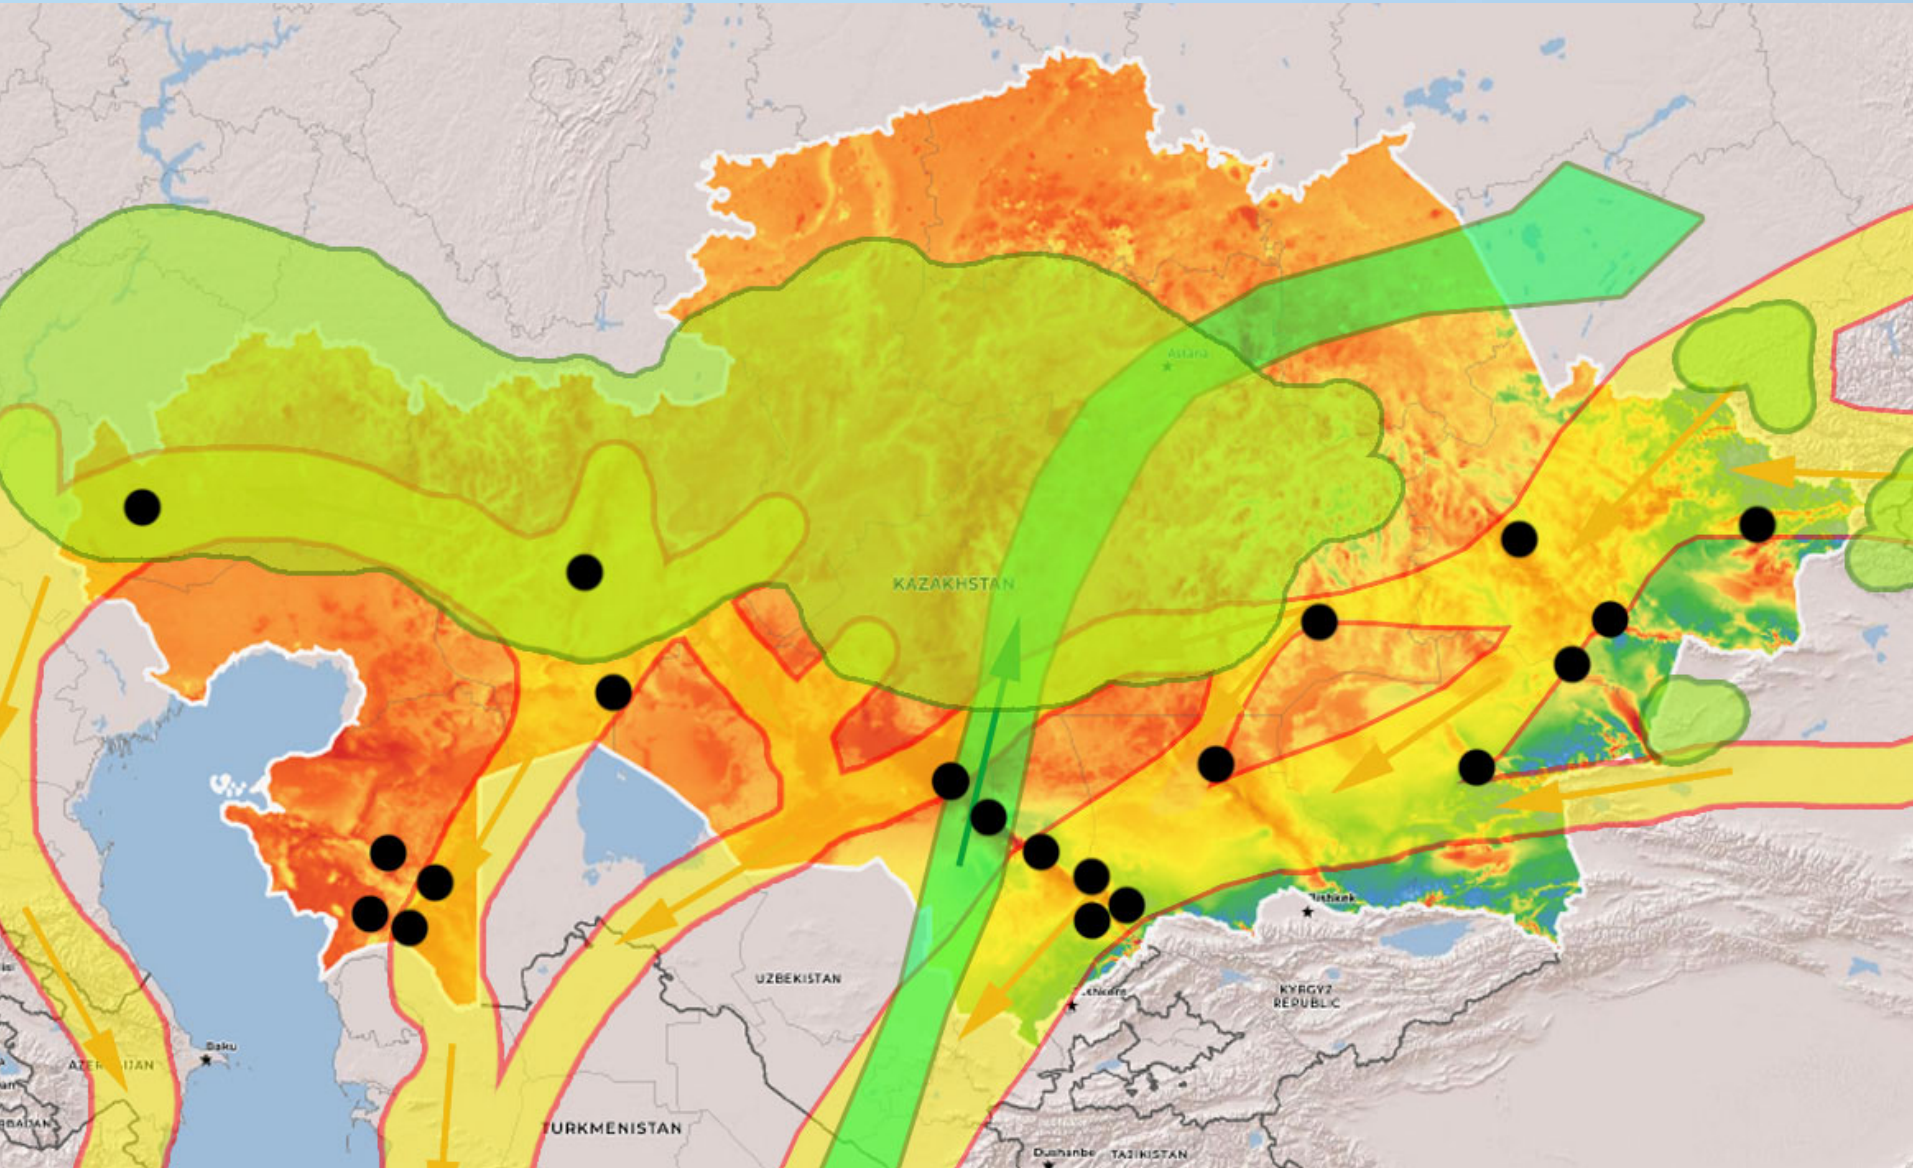 Astana
KAZAKHSTAN
Bishkek
UZBEKISTAN
KYRGYZ
REPUBLIC
Baku
TURKMENISTAN
Dushanbe
TAJIKISTAN